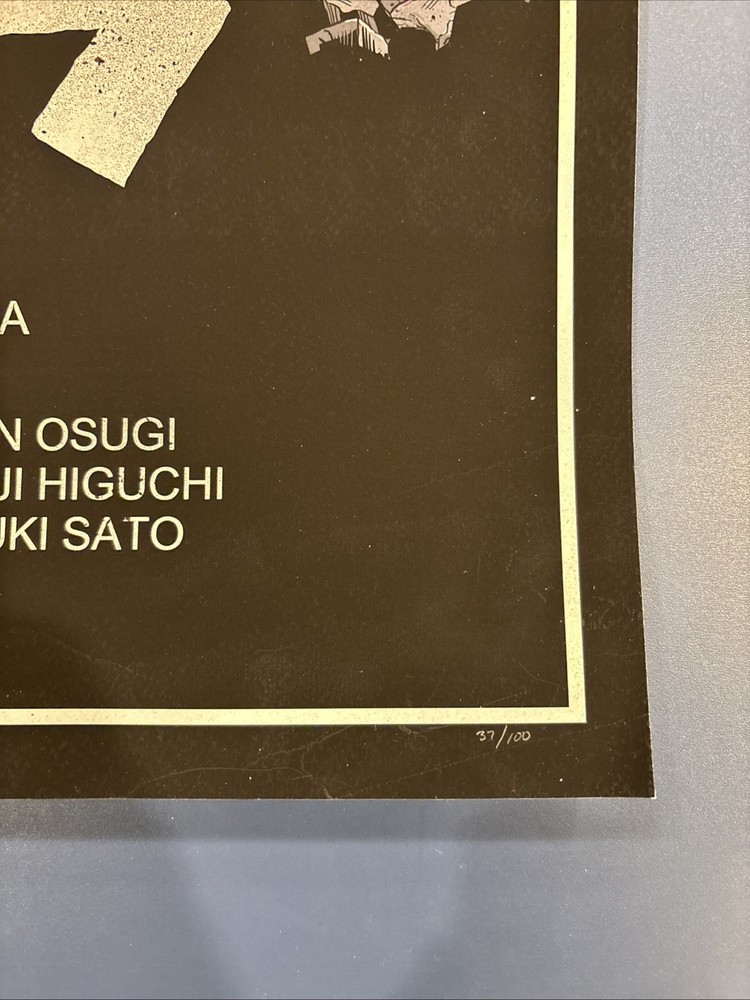 A
N OSUGI
JI HIGUCHI
UKI SATO
37/100